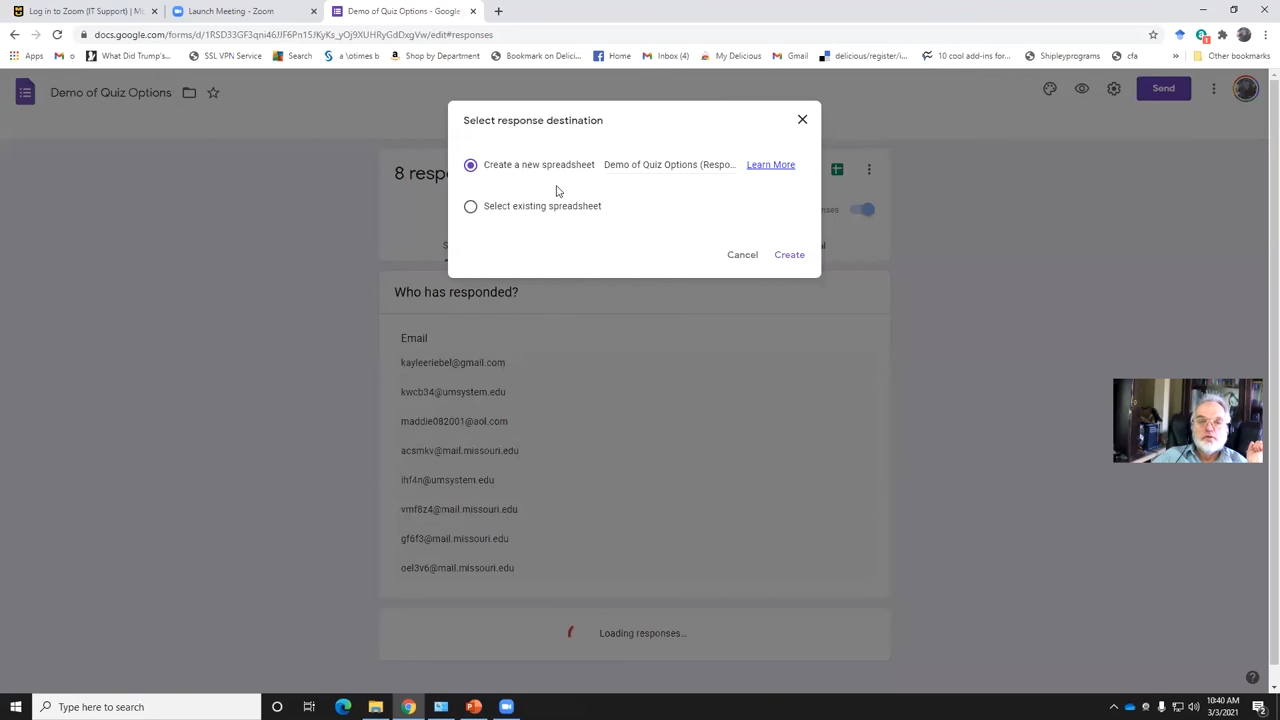 Log in to Zoom (IT Support) | Mi
Launch Meeting - Zoom
Demo of Quiz Options - Google
docs.google.com/forms/d/1RSD33GF3qni46JJF6Pn15JKyKs_yOj9XUHRyGdDxgVw/edit#responses
Apps
o
What Did Trump's...
SSL VPN Service
Search
a \otimes b
Shop by Department
Bookmark on Delici...
Home
Inbox (4)
My Delicious
Gmail
delicious/register/i...
10 cool add-ins for...
Shipleyprograms
cfa
»
Other bookmarks
Demo of Quiz Options
Send
Select response destination
Create a new spreadsheet
Demo of Quiz Options (Respo...
Learn More
Select existing spreadsheet
Cancel
Create
8 resp
onses
Who has responded?
Email
kayleeriebel@gmail.com
kwcb34@umsystem.edu
maddie082001@aol.com
acsmkv@mail.missouri.edu
ihf4n@umsystem.edu
vmf8z4@mail.missouri.edu
gf6f3@mail.missouri.edu
oel3v6@mail.missouri.edu
Loading responses...
Type here to search
10:40 AM
3/3/2021
2